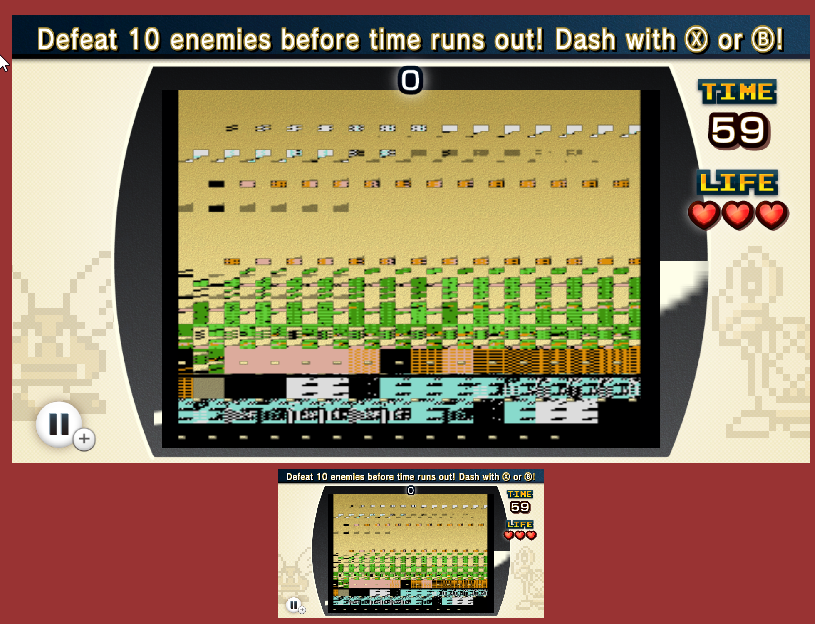 Defeat 10 enemies before time runs out! Dash with Ⓧ or Ⓑ!
0
TIME
59
LIFE
Defeat 10 enemies before time runs out! Dash with Ⓧ or Ⓑ!
0
TIME
59
LIFE